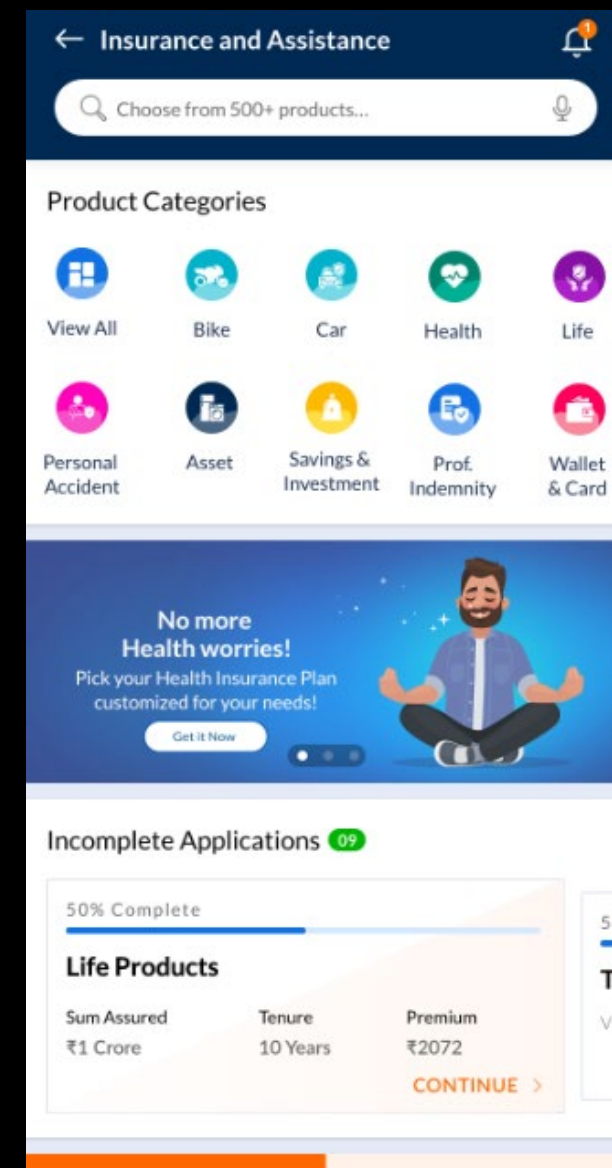 Insurance and Assistance
1
Choose from 500+ products...
Product Categories
View All
Bike
Car
Health
Life
Personal
Accident
Asset
Savings &
Investment
Prof.
Indemnity
Wallet
& Card
No more
Health worries!
Pick your Health Insurance Plan
customized for your needs!
Get it Now
Incomplete Applications 09
50% Complete
Life Products
Sum Assured Tenure Premium
₹1 Crore 10 Years ₹2072
CONTINUE >
5
T
V